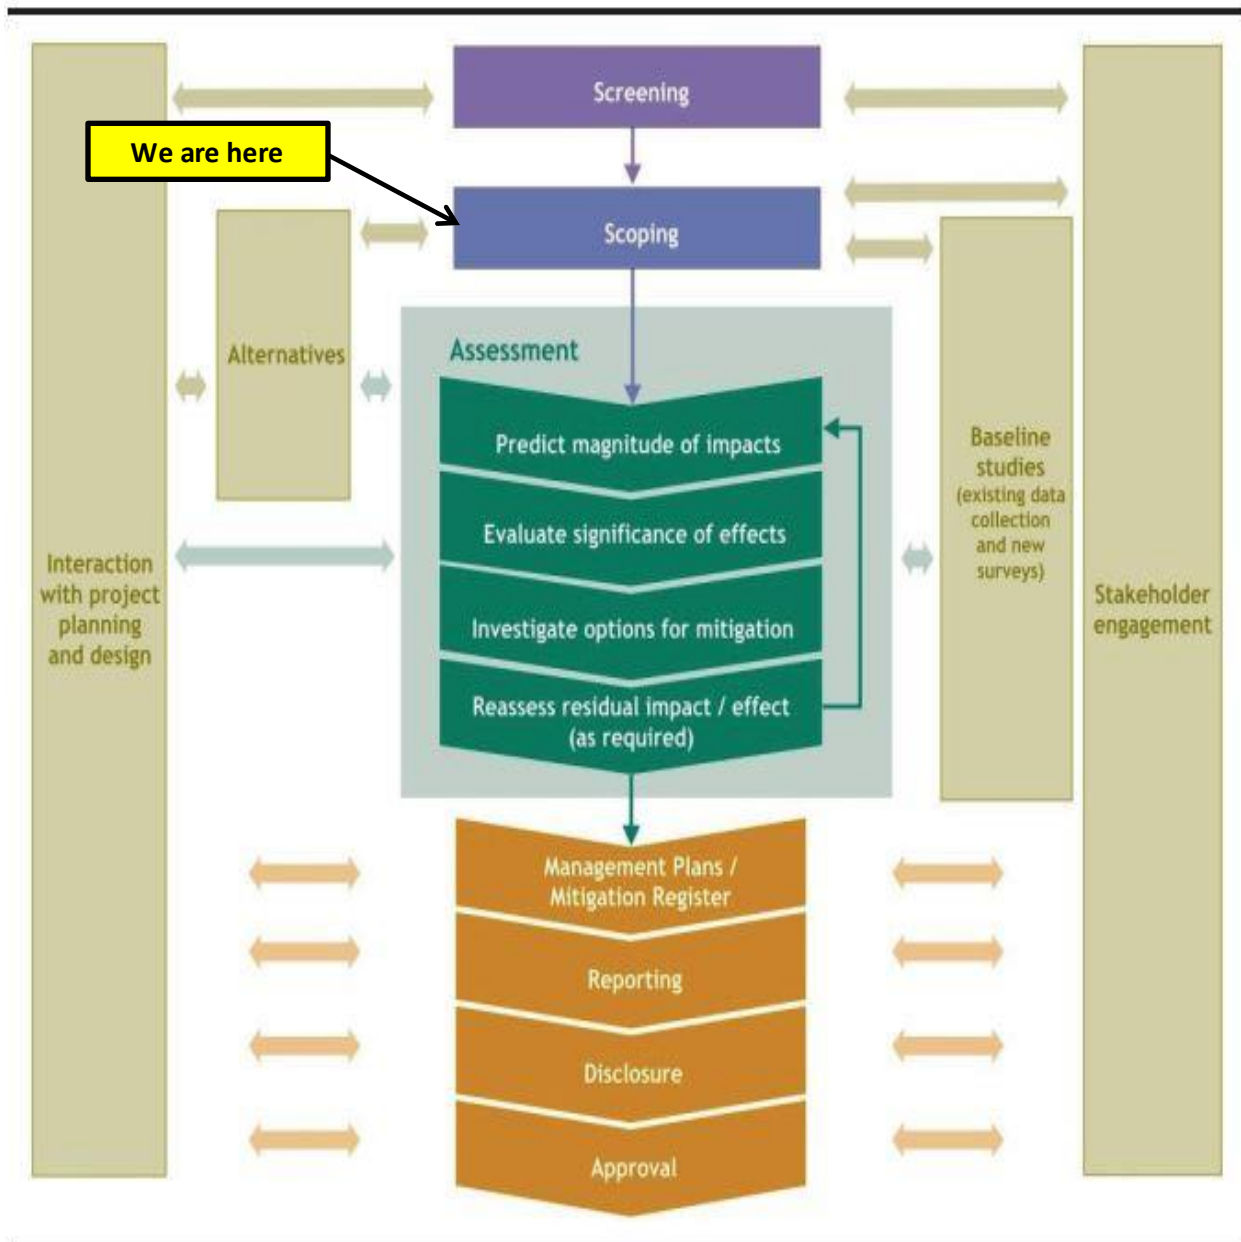 Screening
We are here
Scoping
Alternatives
Assessment
Predict magnitude of impacts
Evaluate significance of effects
Investigate options for mitigation
Reassess residual impact / effect
(as required)
Interaction
with project
planning
and design
Baseline
studies
(existing data
collection
and new
surveys)
Stakeholder
engagement
Management Plans /
Mitigation Register
Reporting
Disclosure
Approval